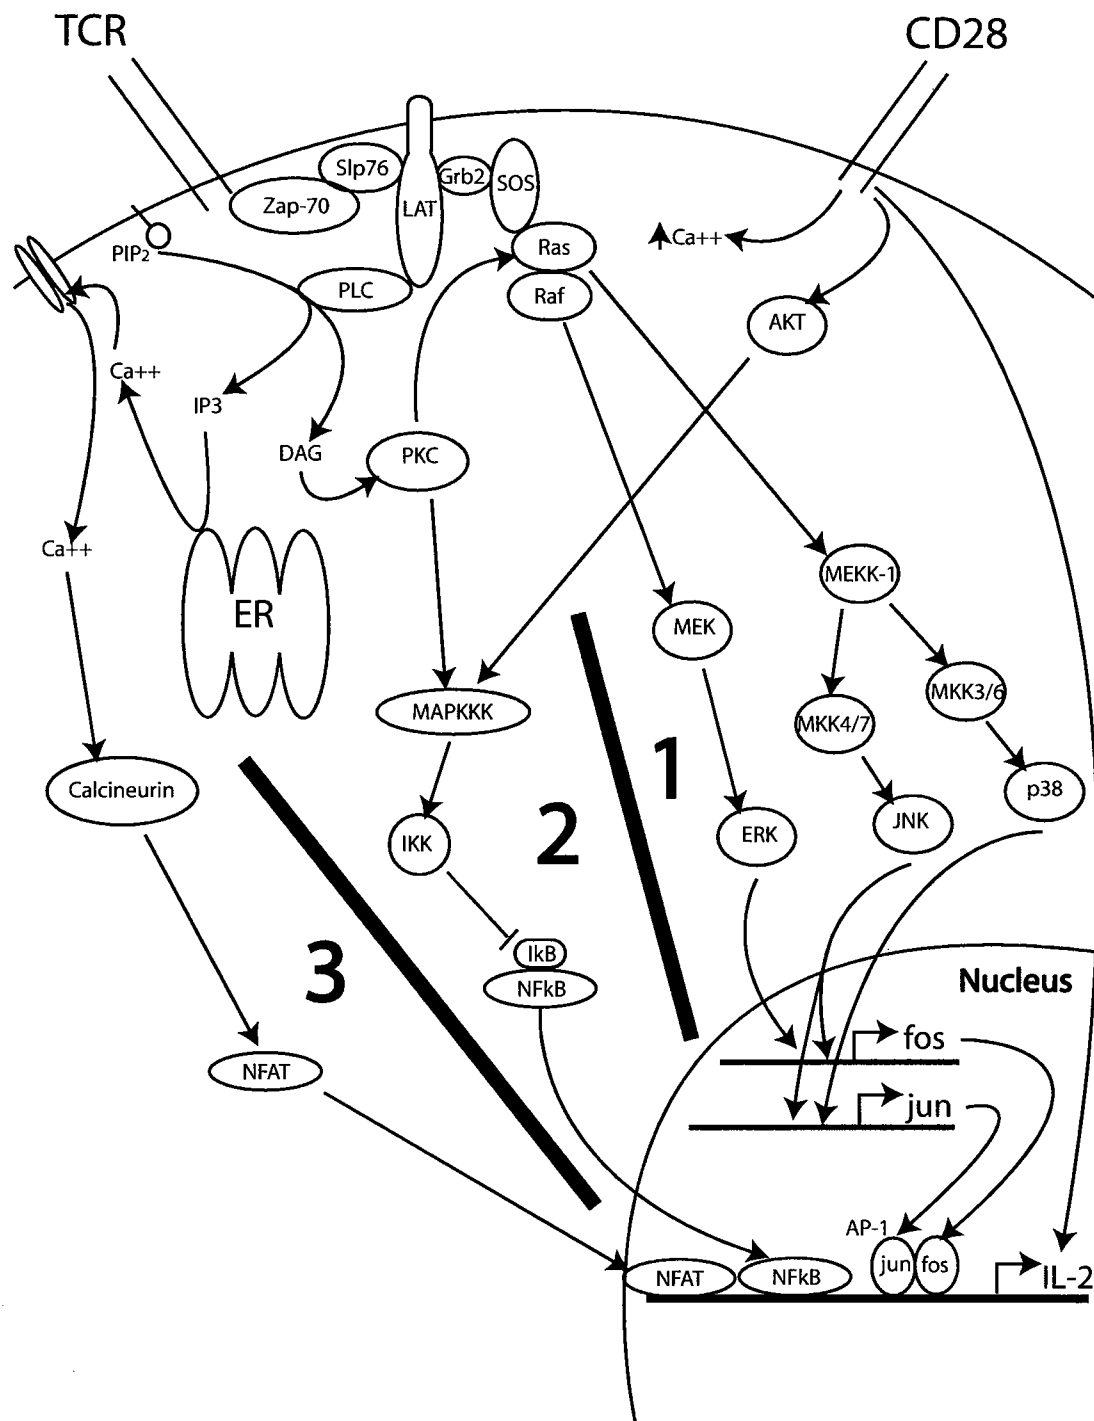 TCR
CD28
Slp76
Grb2
SOS
Zap-70
LAT
PIP2
PLC
Ras
Raf
Ca++
AKT
Ca++
IP3
DAG
PKC
Ca++
ER
MEKK-1
MEK
MKK3/6
MAPKKK
MKK4/7
1
Calcineurin
p38
2
IKK
ERK
JNK
3
IkB
NFkB
Nucleus
fos
NFAT
jun
AP-1
NFAT
NFkB
jun
fos
IL-2